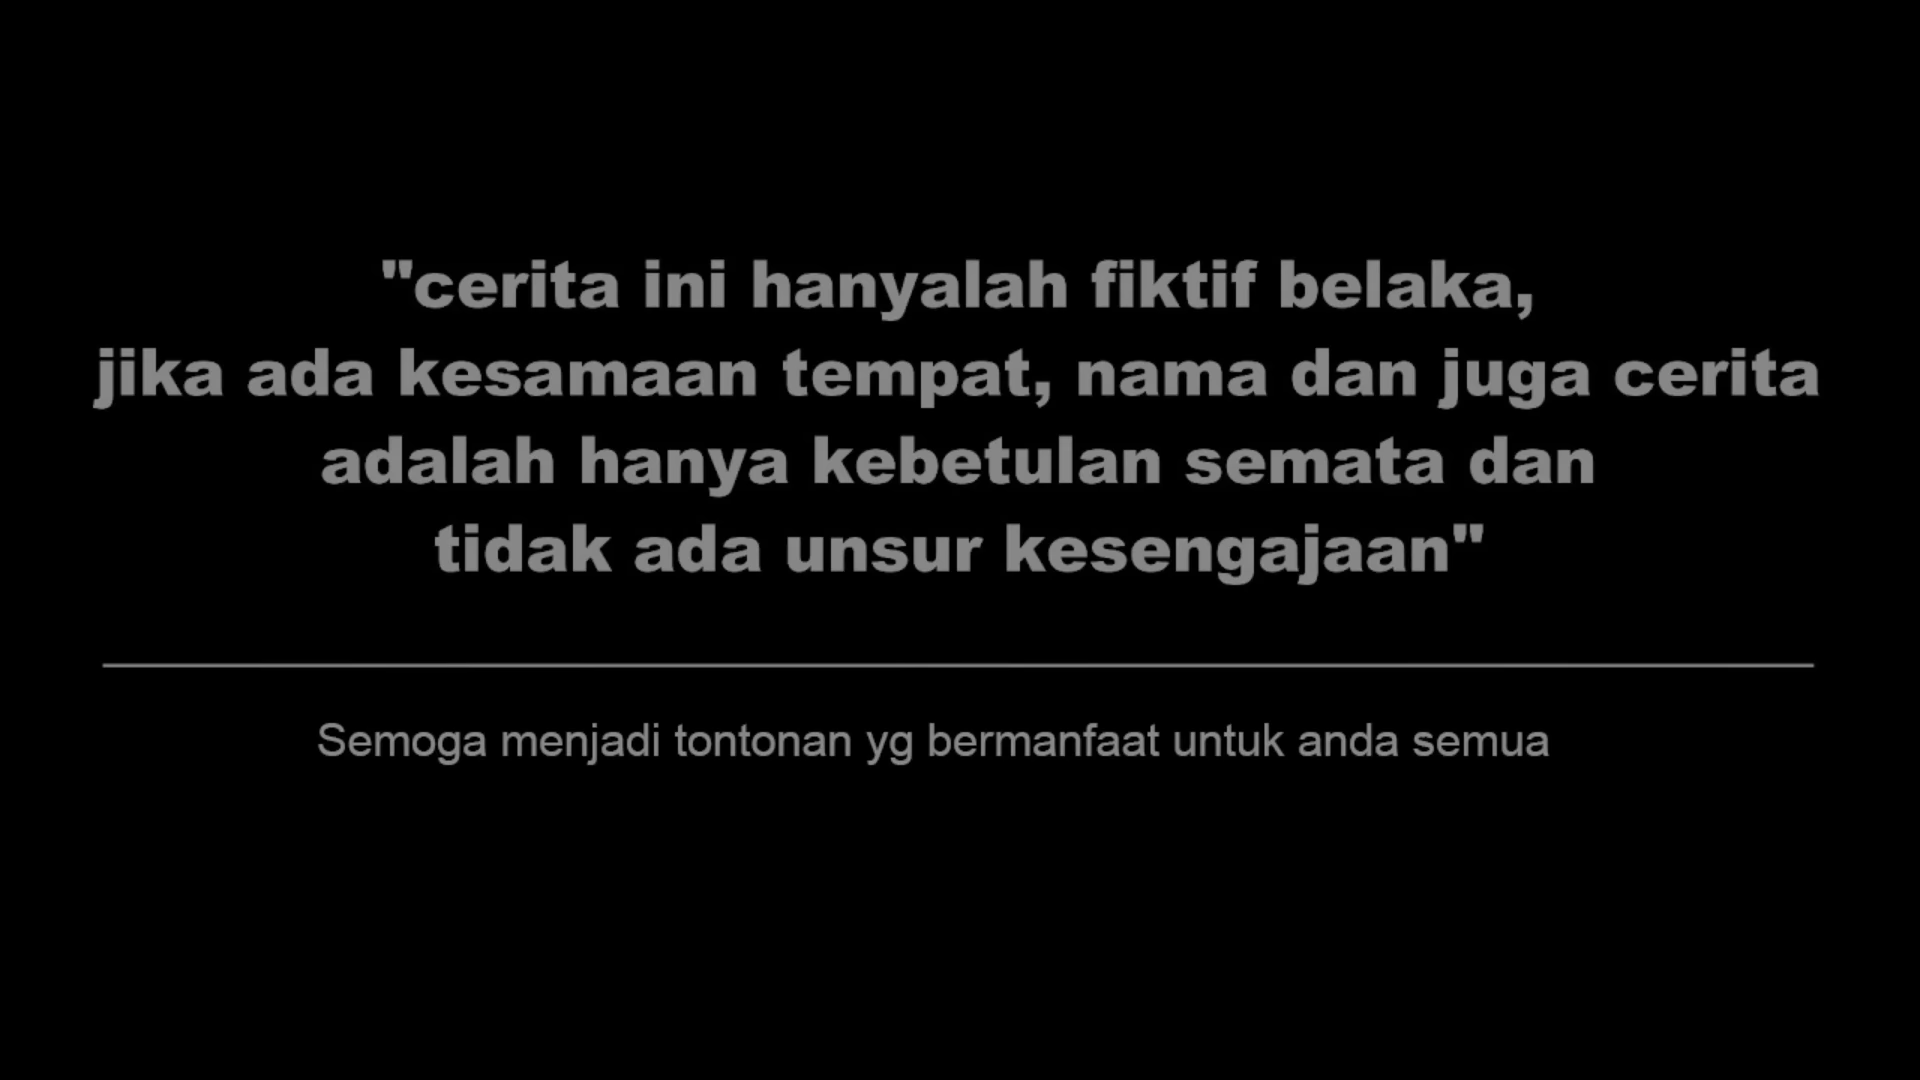 "cerita ini hanyalah fiktif belaka,
jika ada kesamaan tempat, nama dan juga cerita
adalah hanya kebetulan semata dan
tidak ada unsur kesengajaan"
Semoga menjadi tontonan yg bermanfaat untuk anda semua